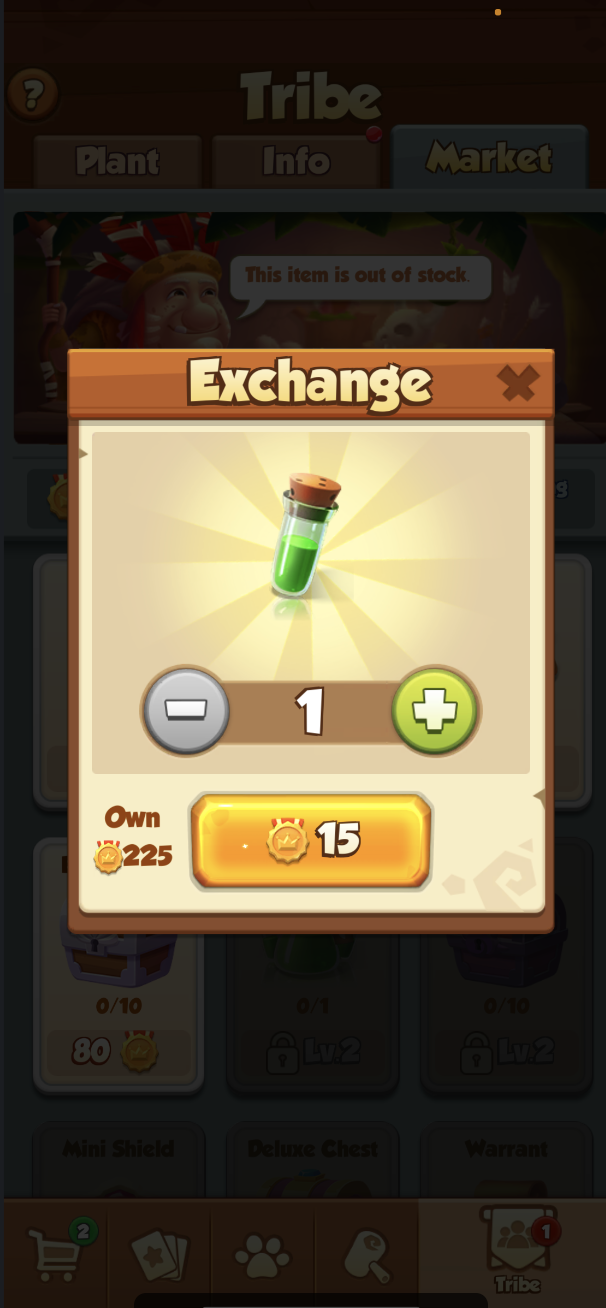 ?
Tribe
Plant
Info
Market
This item is out of stock.
Exchange
1
Own
225
15
0/10
0/1
0/10
80
Lv.2
Lv.2
Mini Shield
Deluxe Chest
Warrant
2
1
Tribe